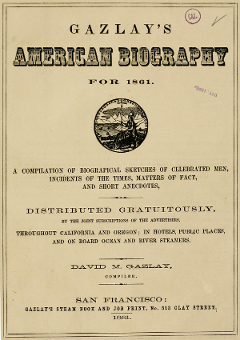 GAZLAY'S
AMERICAN BIOGRAPHY
FOR 1861.
A COMPILATION OF BIOGRAPICAL SKETCHES OF CELEBRATED MEN,
INCIDENTS OF THE TIMES, MATTERS OF FACT,
AND SHORT ANECDOTES,
DISTRIBUTED GRATUITOUSLY,
BY THE JOINT SUBSCRIPTIONS OF THE ADVERTISERS,
THROUGHOUT CALIFORNIA AND OREGON: IN HOTELS, PUBLIC PLACES,
AND ON BOARD OCEAN AND RIVER STEAMERS.
DAVID M. GAZLAY,
COMPILER.
SAN FRANCISCO:
GAZLAY'S STEAM BOOK AND JOB PRINT, No. 513 CLAY STREET,
1861.